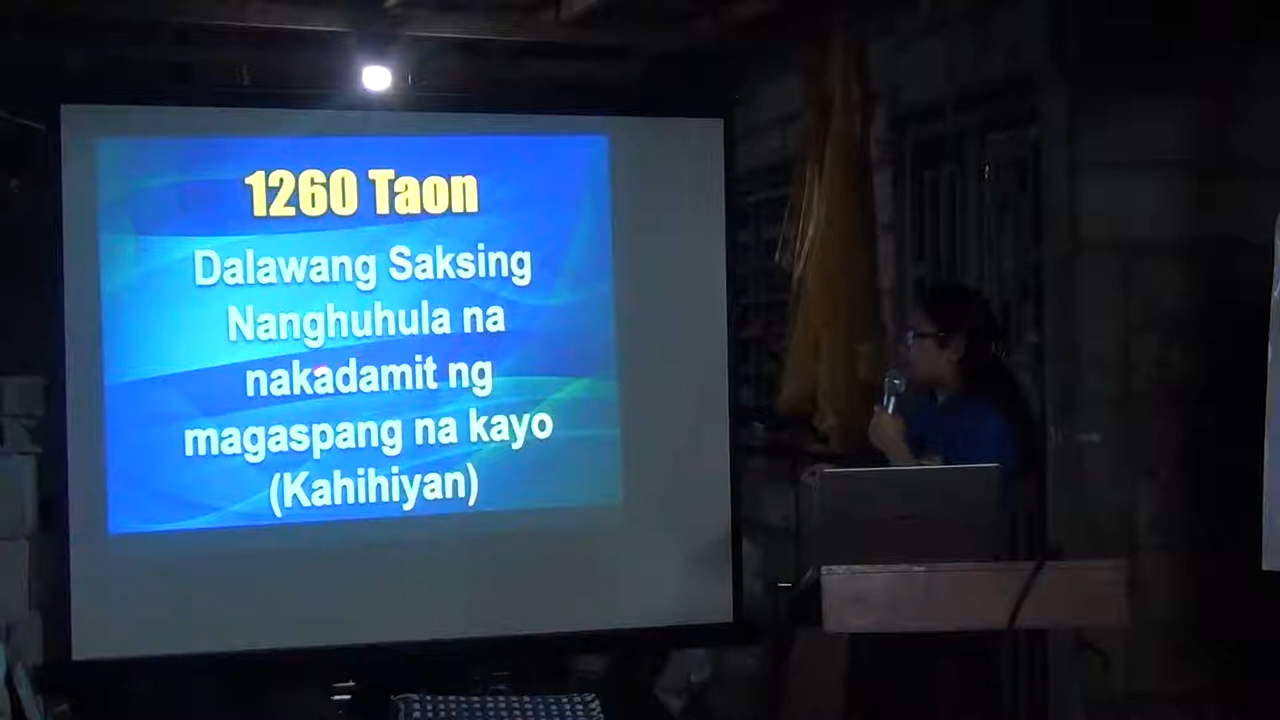 1260 Taon
Dalawang Saksing
Nanghuhula na
nakadamit ng
magaspang na kayo
(Kahihiyan)